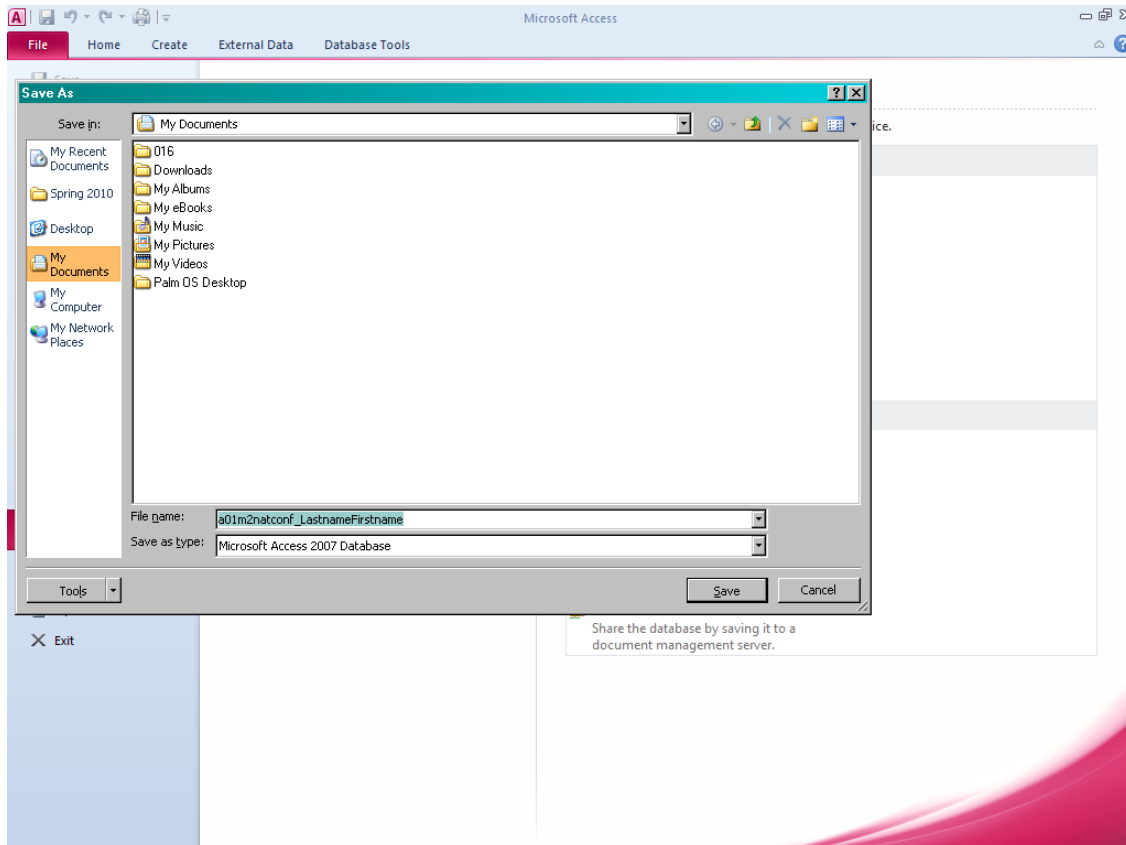 Microsoft Access
File Home Create External Data Database Tools
Save As
Save in: My Documents
ice.
My Recent
Documents
Spring 2010
Desktop
My
Documents
My
Computer
My Network
Places
016
Downloads
My Albums
My eBooks
My Music
My Pictures
My Videos
Palm OS Desktop
File name: a01m2natconf_LastnameFirstname
Save as type: Microsoft Access 2007 Database
Tools Save Cancel
Exit
Share the database by saving it to a
document management server.